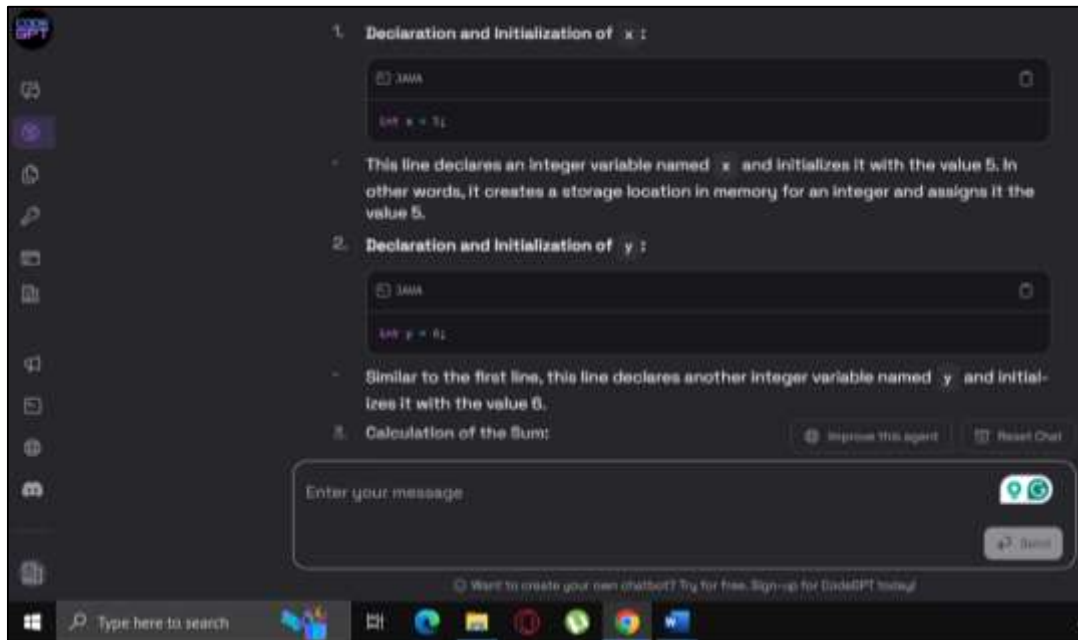 CODE
GPT
1. Declaration and Initialization of x :
JAVA
int x = 5;
This line declares an integer variable named x and initializes it with the value 5. In
other words, it creates a storage location in memory for an integer and assigns it the
value 5.
2. Declaration and Initialization of y :
JAVA
int y = 6;
Similar to the first line, this line declares another integer variable named y and initial-
izes it with the value 6.
3. Calculation of the Sum:
Improve this agent
Reset Chat
Enter your message
Send
Want to create your own chatbot? Try for free. Sign-up for CodeGPT today!
Type here to search